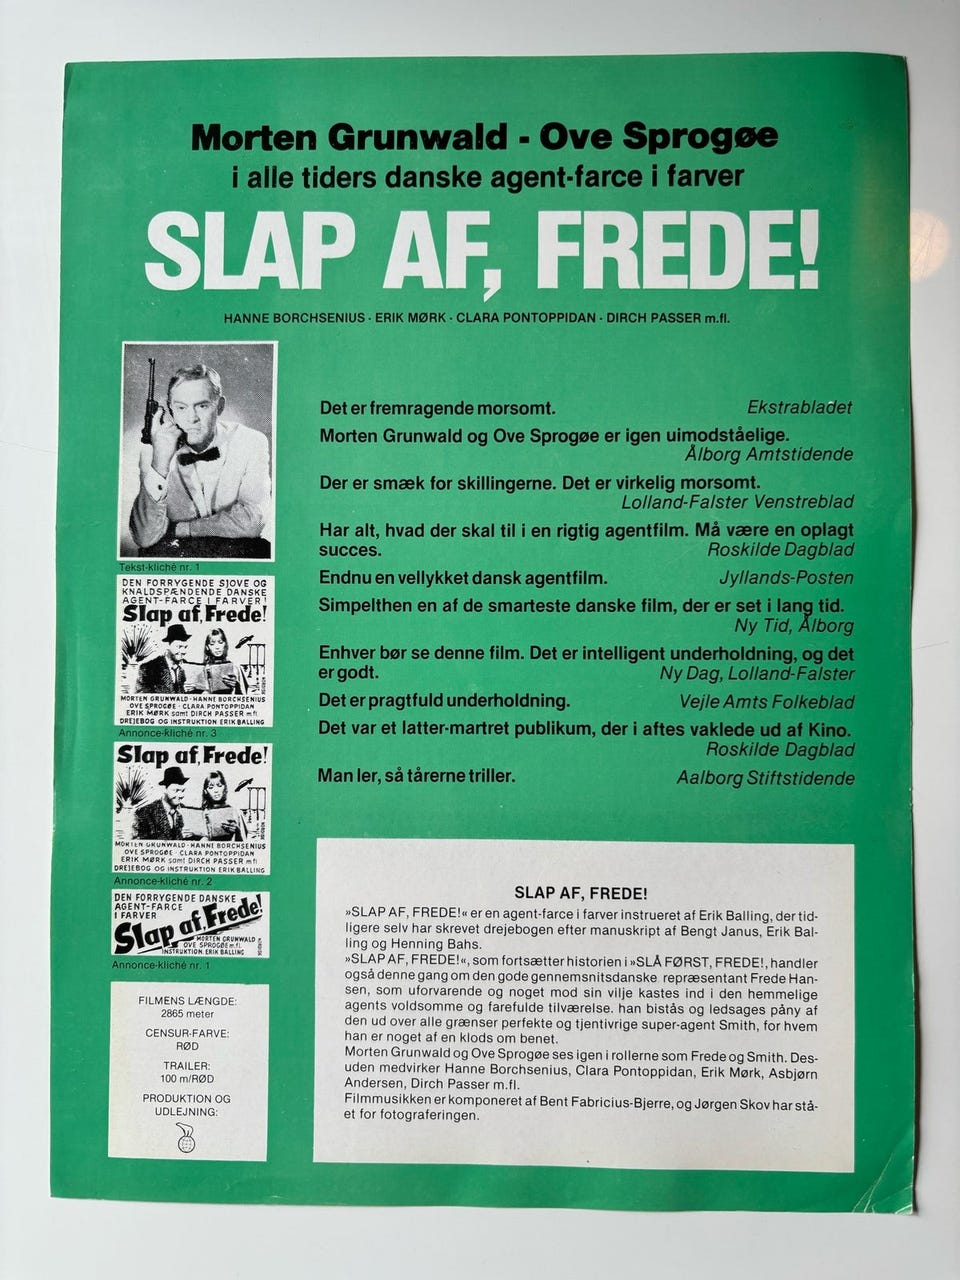 Morten Grunwald - Ove Sprogøe
i alle tiders danske agent-farce i farver
SLAP AF, FREDE!
HANNE BORCHSENIUS - ERIK MØRK - CLARA PONTOPPIDAN - DIRCH PASSER m.fl.
Tekst-kliché nr. 1
DEN FORRYGENDE SJOVE OG
KNALDSPÆNDENDE DANSKE
AGENT-FARCE I FARVER!
Slap af, Frede!
MORTEN GRUNWALD · HANNE BORCHSENIUS
OVE SPROGØE · CLARA PONTOPPIDAN
ERIK MØRK samt DIRCH PASSER m.fl.
DREJEBOG OG INSTRUKTION ERIK BALLING
Annonce-kliché nr. 3
Slap af, Frede!
MORTEN GRUNWALD · HANNE BORCHSENIUS
OVE SPROGØE · CLARA PONTOPPIDAN
ERIK MØRK samt DIRCH PASSER m.fl.
DREJEBOG OG INSTRUKTION ERIK BALLING
Annonce-kliché nr. 2
DEN FORRYGENDE DANSKE
AGENT-FARCE
I FARVER
Slap af, Frede!
MORTEN GRUNWALD
OVE SPROGØE m.fl.
INSTRUKTION: ERIK BALLING
Annonce-kliché nr. 1
FILMENS LÆNGDE:
2865 meter
CENSUR-FARVE:
RØD
TRAILER:
100 m/RØD
PRODUKTION OG
UDLEJNING:
Det er fremragende morsomt. Ekstrabladet
Morten Grunwald og Ove Sprogøe er igen uimodståelige.
Ålborg Amtstidende
Der er smæk for skillingerne. Det er virkelig morsomt.
Lolland-Falster Venstreblad
Har alt, hvad der skal til i en rigtig agentfilm. Må være en oplagt
succes. Roskilde Dagblad
Endnu en vellykket dansk agentfilm. Jyllands-Posten
Simpelthen en af de smarteste danske film, der er set i lang tid.
Ny Tid, Ålborg
Enhver bør se denne film. Det er intelligent underholdning, og det
er godt. Ny Dag, Lolland-Falster
Det er pragtfuld underholdning. Vejle Amts Folkeblad
Det var et latter-martret publikum, der i aftes vaklede ud af Kino.
Roskilde Dagblad
Man ler, så tårerne triller. Aalborg Stiftstidende
SLAP AF, FREDE!
»SLAP AF, FREDE!« er en agent-farce i farver instrueret af Erik Balling, der tid-
ligere selv har skrevet drejebogen efter manuskript af Bengt Janus, Erik Bal-
ling og Henning Bahs.
»SLAP AF, FREDE!«, som fortsætter historien i »SLÅ FØRST, FREDE!, handler
også denne gang om den gode gennemsnitsdanske repræsentant Frede Han-
sen, som uforvarende og noget mod sin vilje kastes ind i den hemmelige
agents voldsomme og farefulde tilværelse. han bistås og ledsages påny af
den ud over alle grænser perfekte og tjentivrige super-agent Smith, for hvem
han er noget af en klods om benet.
Morten Grunwald og Ove Sprogøe ses igen i rollerne som Frede og Smith. Des-
uden medvirker Hanne Borchsenius, Clara Pontoppidan, Erik Mørk, Asbjørn
Andersen, Dirch Passer m.fl.
Filmmusikken er komponeret af Bent Fabricius-Bjerre, og Jørgen Skov har stå-
et for fotograferingen.